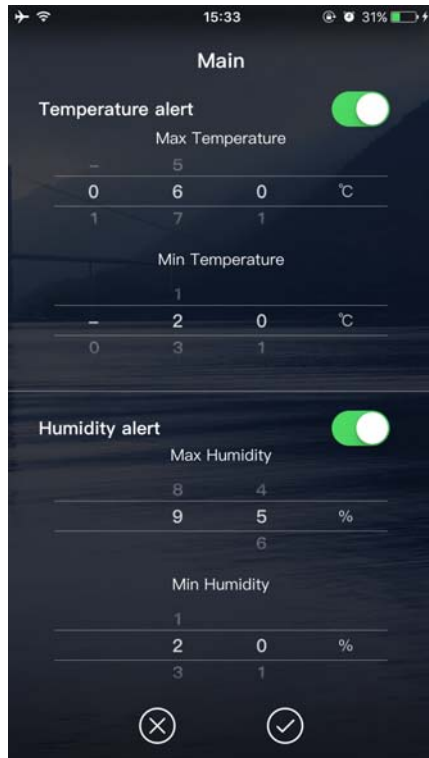 15:33 31%
Main
Temperature alert
Max Temperature
– 5
0 6 0 ℃
1 7 1
Min Temperature
1
– 2 0 ℃
0 3 1
Humidity alert
Max Humidity
8 4
9 5 %
6
Min Humidity
1
2 0 %
3 1